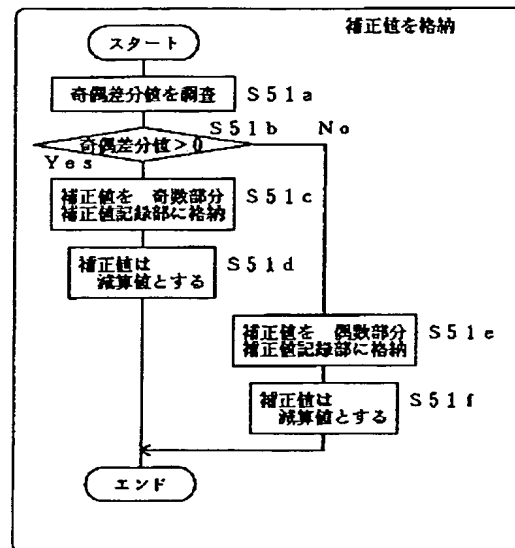 補正値を格納
スタート
奇偶差分値を調査 S51a
S51b No
奇偶差分値>0
Yes
補正値を 奇数部分 S51c
補正値記録部に格納
補正値は S51d
減算値とする
補正値を 偶数部分 S51e
補正値記録部に格納
補正値は S51f
減算値とする
エンド